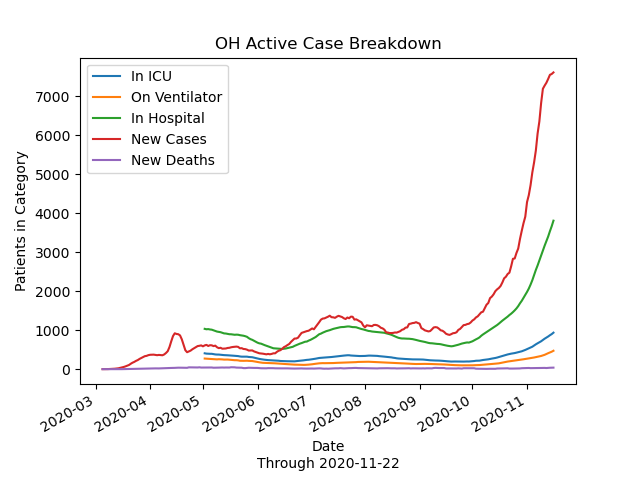 OH Active Case Breakdown
In ICU
On Ventilator
In Hospital
New Cases
New Deaths
7000
6000
5000
4000
3000
2000
1000
0
Patients in Category
2020-03
2020-04
2020-05
2020-06
2020-07
2020-08
2020-09
2020-10
2020-11
Date
Through 2020-11-22